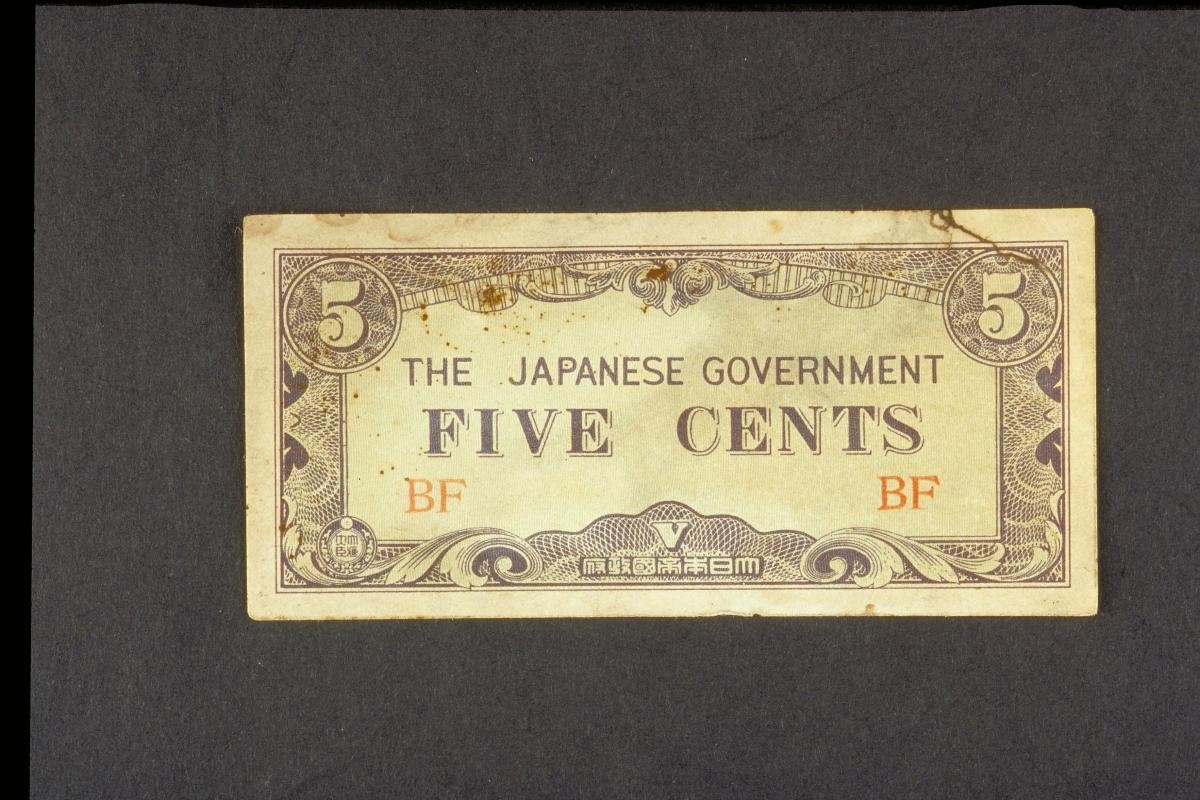 5 5
THE JAPANESE GOVERNMENT
FIVE CENTS
BF BF
V
府政國帝本日大